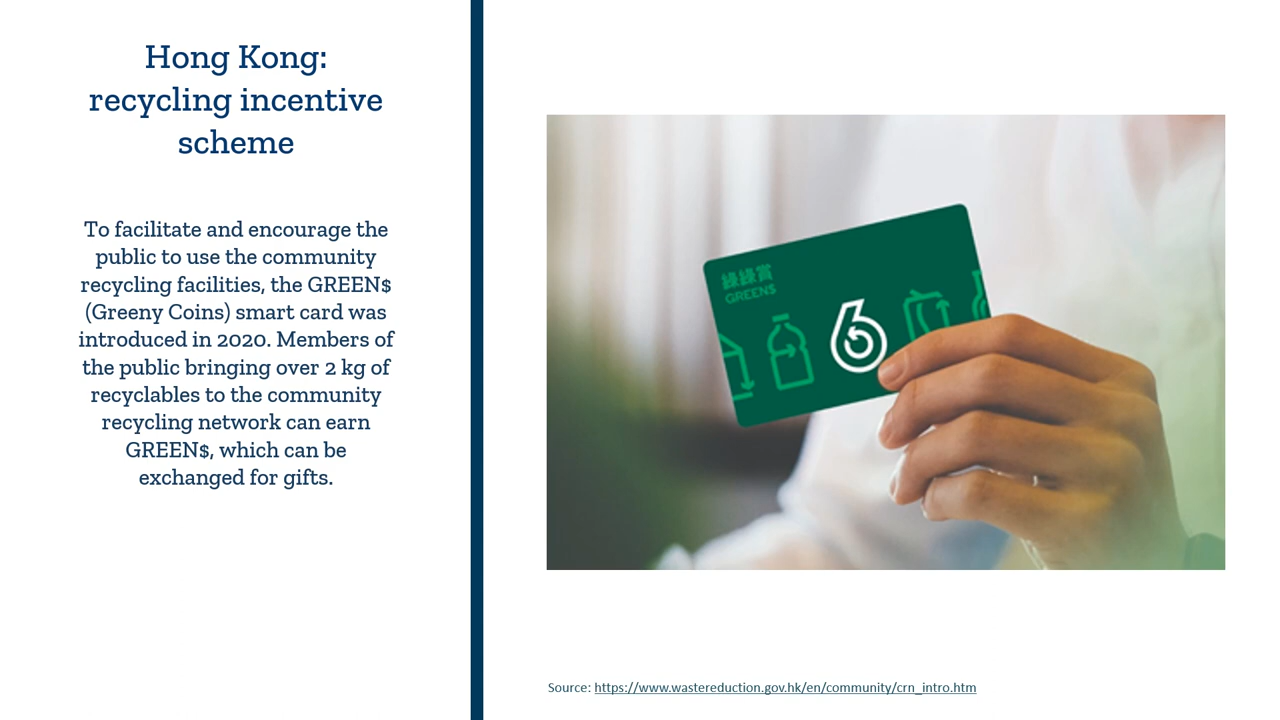 Hong Kong:
recycling incentive
scheme
To facilitate and encourage the
public to use the community
recycling facilities, the GREEN$
(Greeny Coins) smart card was
introduced in 2020. Members of
the public bringing over 2 kg of
recyclables to the community
recycling network can earn
GREEN$, which can be
exchanged for gifts.
綠綠賞
GREEN$
Source: https://www.wastereduction.gov.hk/en/community/crn_intro.htm